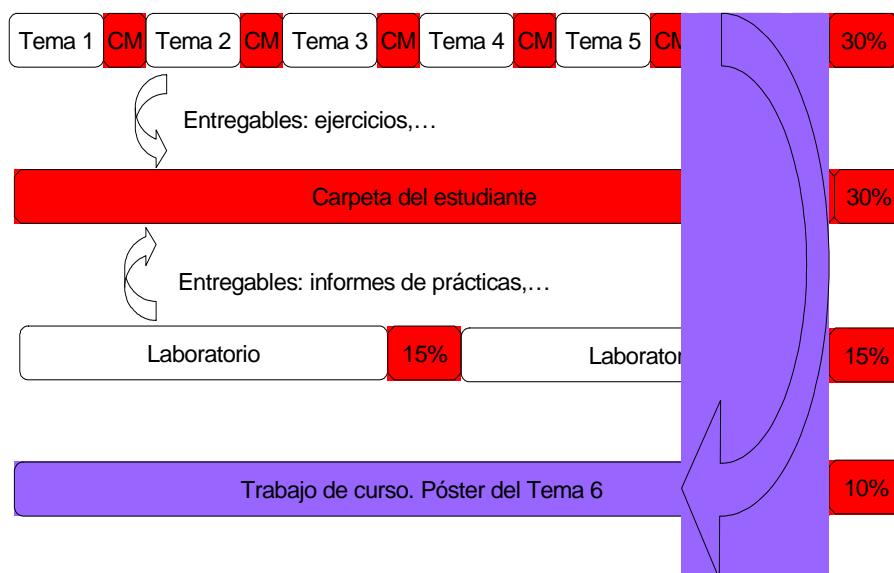 Tema 1 CM Tema 2 CM Tema 3 CM Tema 4 CM Tema 5 30%
Entregables: ejercicios,…
Carpeta del estudiante 30%
Entregables: informes de prácticas,…
Laboratorio 15% 15%
Trabajo de curso. Póster del Tema 6 10%